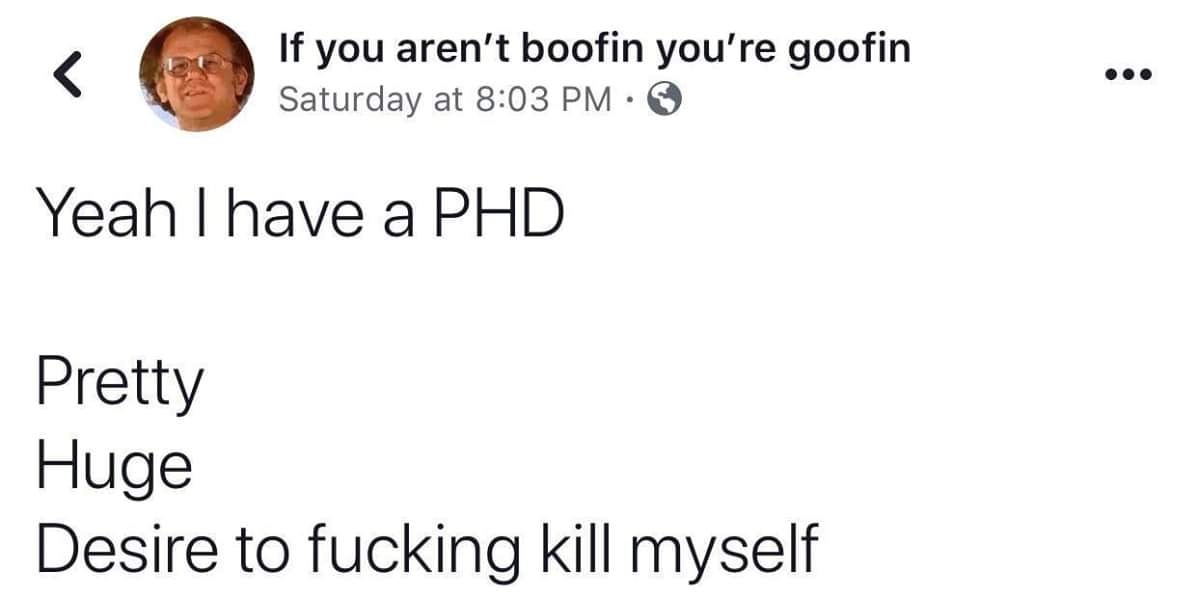 If you aren't boofin you're goofin
Saturday at 8:03 PM ·
Yeah I have a PHD
Pretty
Huge
Desire to fucking kill myself